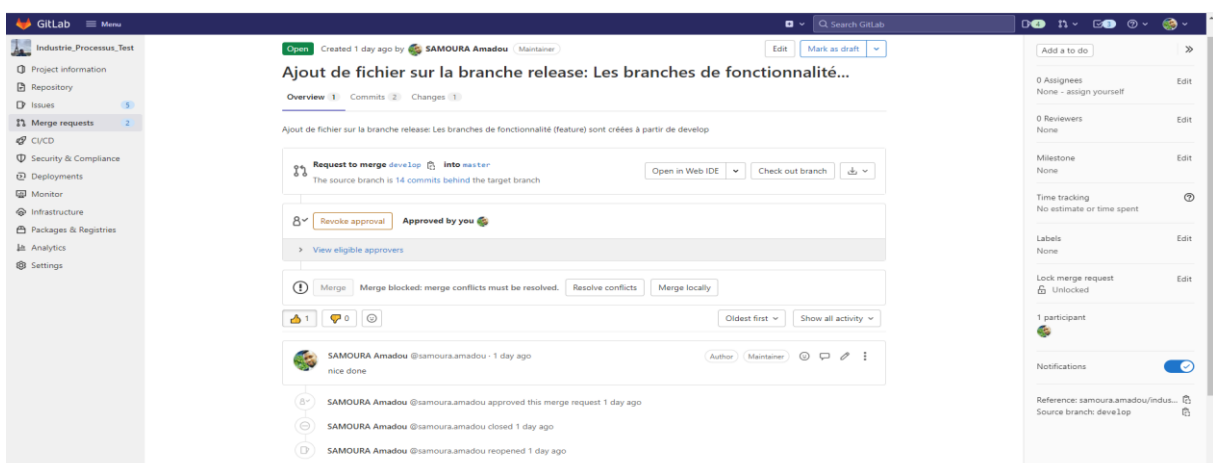 GitLab Menu Search GitLab 4 3
Industrie_Processus_Test
Project information
Repository
Issues 5
Merge requests 2
CI/CD
Security & Compliance
Deployments
Monitor
Infrastructure
Packages & Registries
Analytics
Settings
Open Created 1 day ago by SAMOURA Amadou Maintainer Edit Mark as draft
Ajout de fichier sur la branche release: Les branches de fonctionnalité...
Overview 1 Commits 2 Changes 1
Ajout de fichier sur la branche release: Les branches de fonctionnalité (feature) sont créées à partir de develop
Request to merge develop into master
The source branch is 14 commits behind the target branch
Open in Web IDE Check out branch
Revoke approval Approved by you
View eligible approvers
Merge Merge blocked: merge conflicts must be resolved. Resolve conflicts Merge locally
1 0 Oldest first Show all activity
SAMOURA Amadou @samoura.amadou · 1 day ago Author Maintainer
nice done
SAMOURA Amadou @samoura.amadou approved this merge request 1 day ago
SAMOURA Amadou @samoura.amadou closed 1 day ago
SAMOURA Amadou @samoura.amadou reopened 1 day ago
Add a to do
0 Assignees Edit
None - assign yourself
0 Reviewers Edit
None
Milestone Edit
None
Time tracking
No estimate or time spent
Labels Edit
None
Lock merge request Edit
Unlocked
1 participant
Notifications
Reference: samoura.amadou/indus...
Source branch: develop